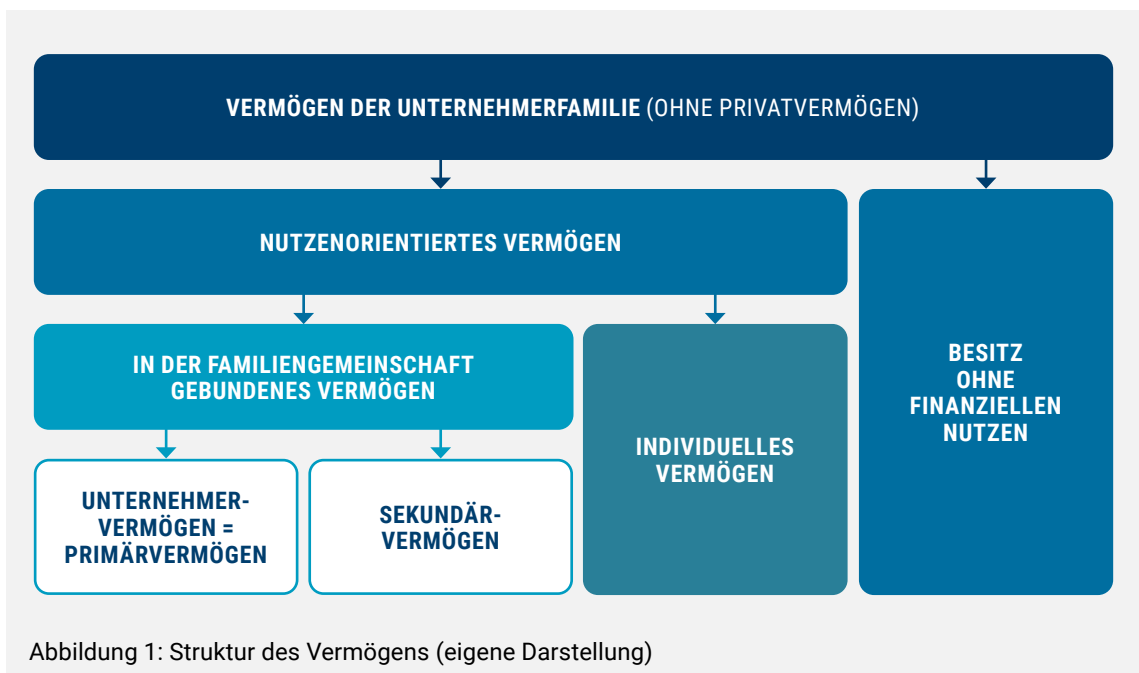 VERMÖGEN DER UNTERNEHMERFAMILIE (OHNE PRIVATVERMÖGEN)
NUTZENORIENTIERTES VERMÖGEN
IN DER FAMILIENGEMEINSCHAFT
GEBUNDENES VERMÖGEN
UNTERNEHMER-
VERMÖGEN =
PRIMÄRVERMÖGEN
SEKUNDÄR-
VERMÖGEN
INDIVIDUELLES
VERMÖGEN
BESITZ
OHNE
FINANZIELLEN
NUTZEN
Abbildung 1: Struktur des Vermögens (eigene Darstellung)